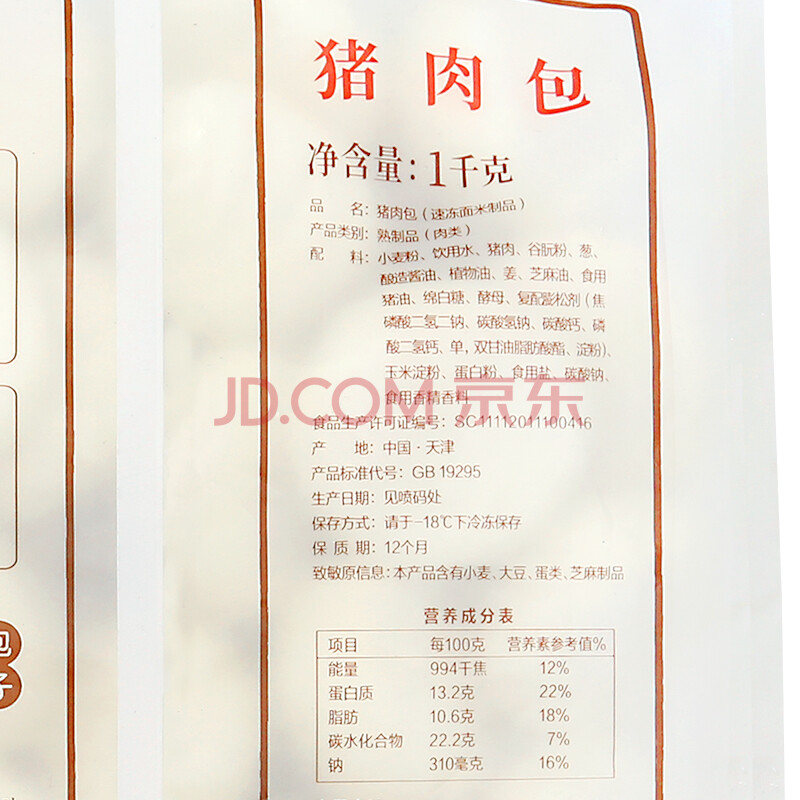 猪肉包
净含量:1千克
品 名: 猪肉包(速冻面米制品)
产品类别: 熟制品(肉类)
配 料: 小麦粉、饮用水、猪肉、谷朊粉、葱、
酿造酱油、植物油、姜、芝麻油、食用
猪油、绵白糖、酵母、复配膨松剂(焦
磷酸二氢二钠、碳酸氢钠、碳酸钙、磷
酸二氢钙、单,双甘油脂肪酸酯、淀粉)、
玉米淀粉、蛋白粉、食用盐、碳酸钠、
食用香精香料
JD.COM 京东
食品生产许可证编号: SC11112011100416
产 地: 中国·天津
产品标准代号: GB 19295
生产日期: 见喷码处
保存方式: 请于-18℃下冷冻保存
保 质 期: 12个月
致敏原信息: 本产品含有小麦、大豆、蛋类、芝麻制品
营养成分表
项目 每100克 营养素参考值%
能量 994千焦 12%
蛋白质 13.2克 22%
脂肪 10.6克 18%
碳水化合物 22.2克 7%
钠 310毫克 16%
包
子